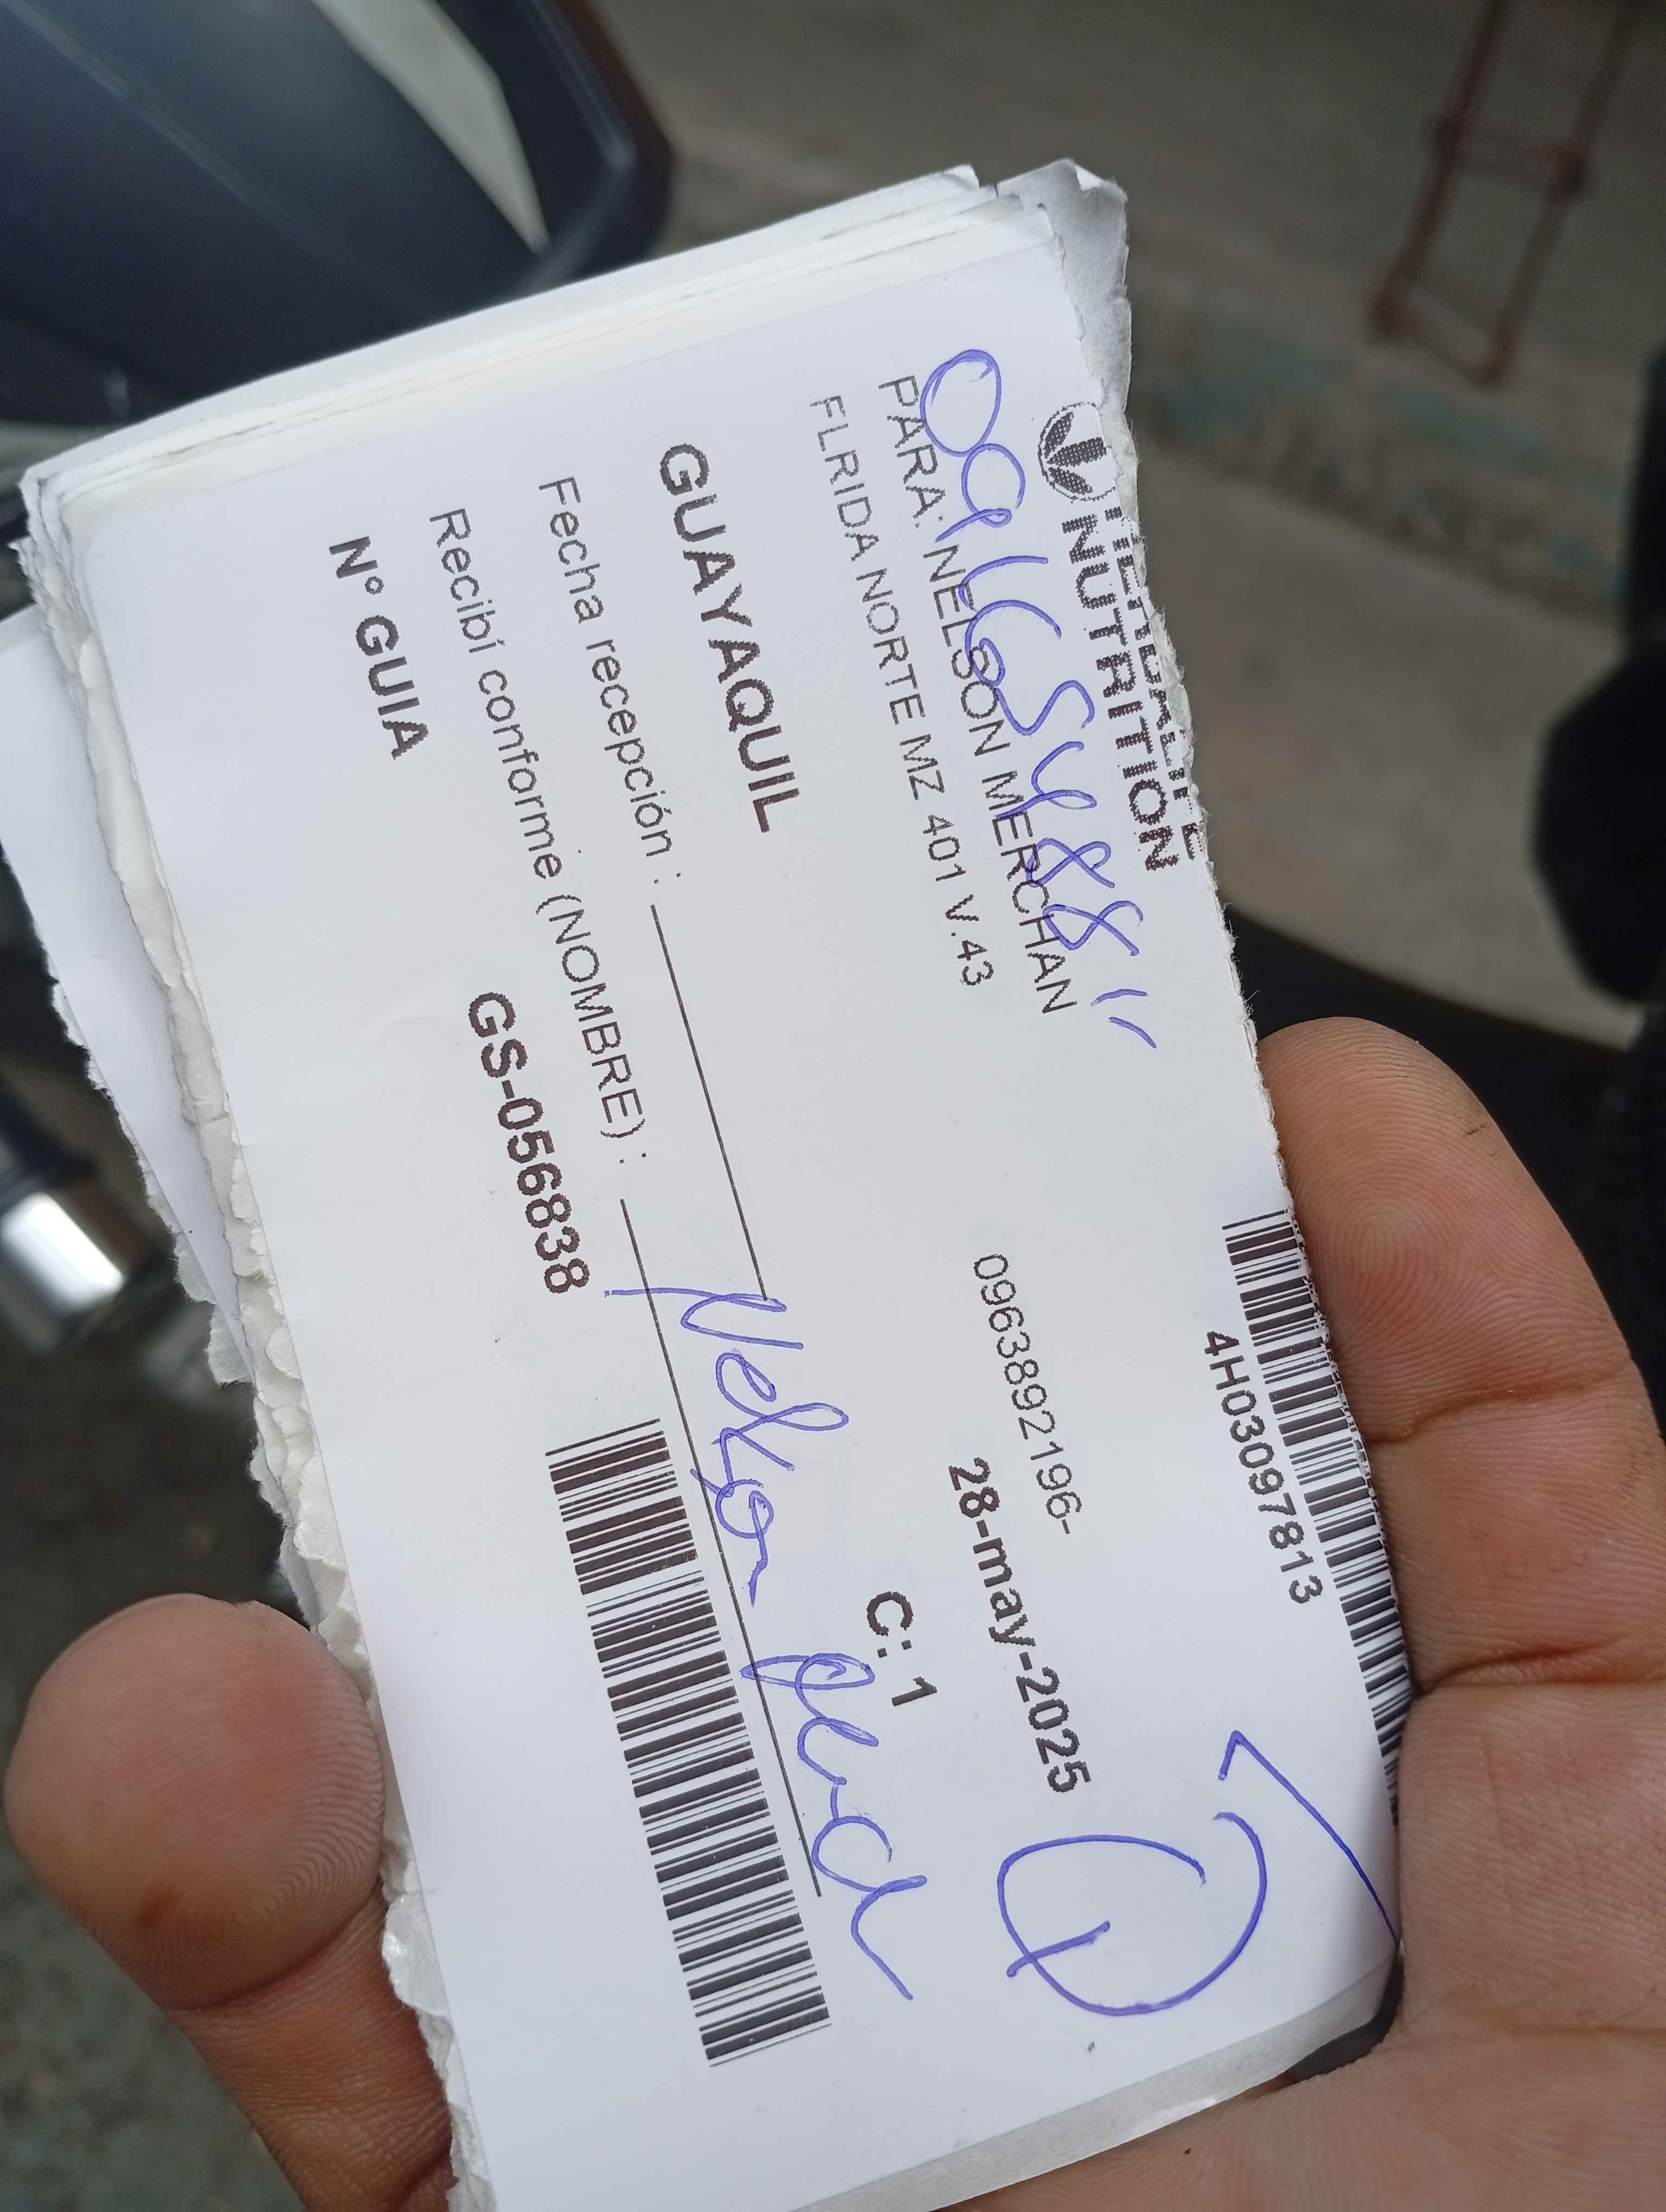 HERBALIFE
NUTRITION
4H03097813
PARA: NELSON MERCHAN
0963892196-
FLRIDA NORTE MZ 401 V.43
28-may-2025
GUAYAQUIL
C: 1
Fecha recepción :
Recibí conforme (NOMBRE) : Nelson
Nº GUIA
GS-056838